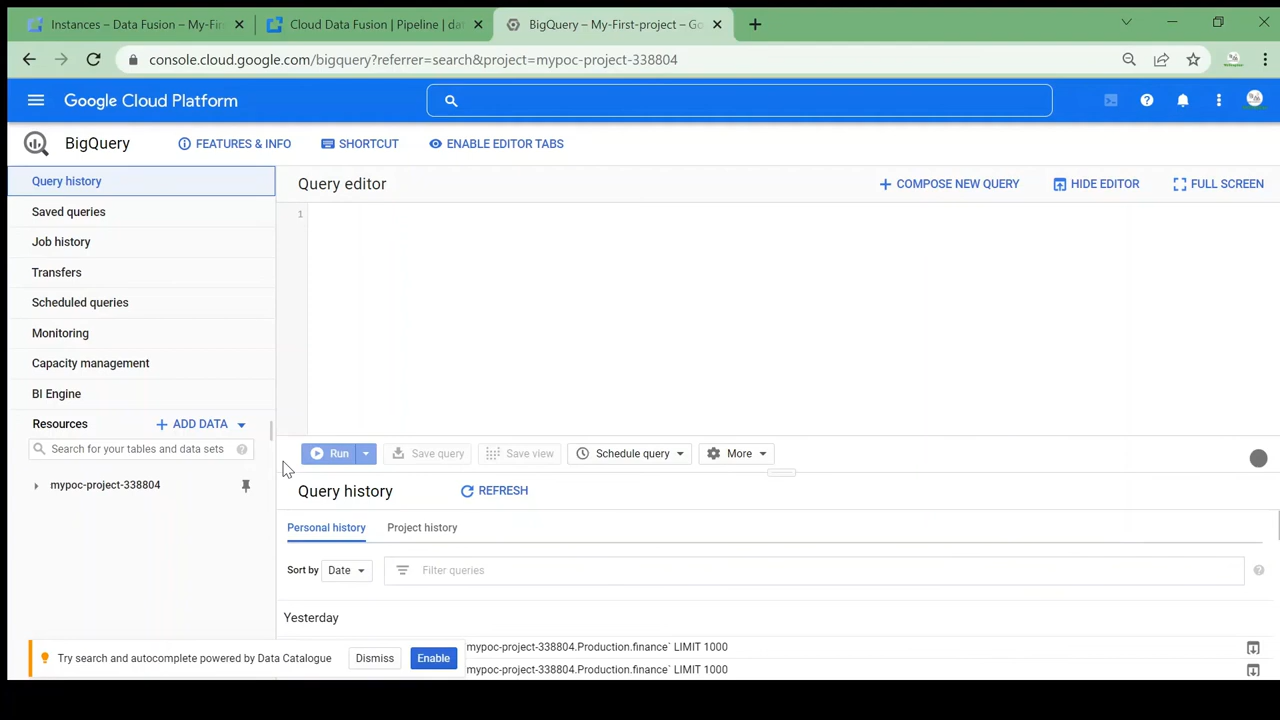 Instances – Data Fusion – My-Fir
Cloud Data Fusion | Pipeline | dat
BigQuery – My-First-project – Go
console.cloud.google.com/bigquery?referrer=search&project=mypoc-project-338804
Google Cloud Platform
BigQuery
FEATURES & INFO
SHORTCUT
ENABLE EDITOR TABS
Query history
Saved queries
Job history
Transfers
Scheduled queries
Monitoring
Capacity management
BI Engine
Resources
ADD DATA
Search for your tables and data sets
mypoc-project-338804
Query editor
COMPOSE NEW QUERY
HIDE EDITOR
FULL SCREEN
1
Run
Save query
Save view
Schedule query
More
Query history
REFRESH
Personal history
Project history
Sort by
Date
Filter queries
Yesterday
mypoc-project-338804.Production.finance` LIMIT 1000
mypoc-project-338804.Production.finance` LIMIT 1000
Try search and autocomplete powered by Data Catalogue
Dismiss
Enable